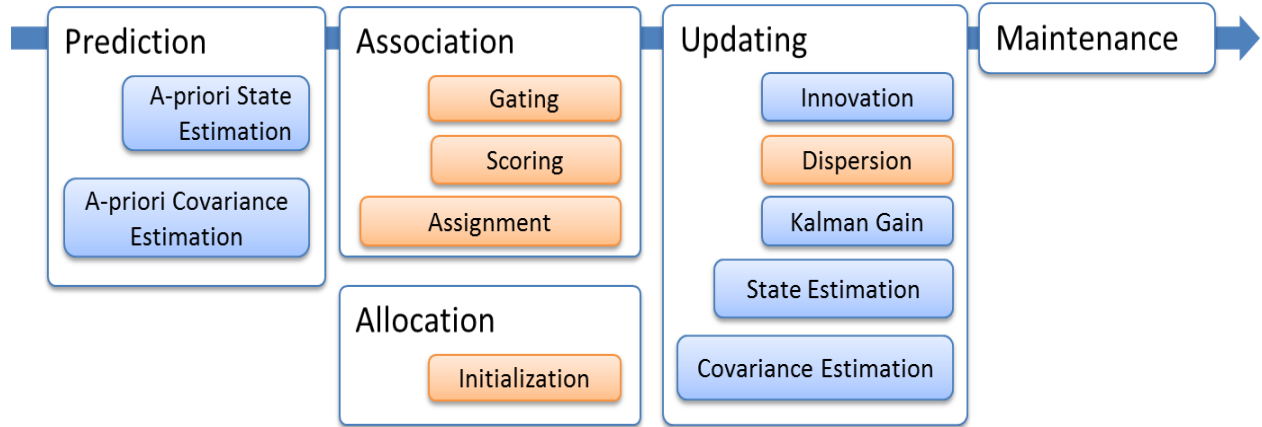 Prediction
A-priori State
Estimation
A-priori Covariance
Estimation
Association
Gating
Scoring
Assignment
Allocation
Initialization
Updating
Innovation
Dispersion
Kalman Gain
State Estimation
Covariance Estimation
Maintenance